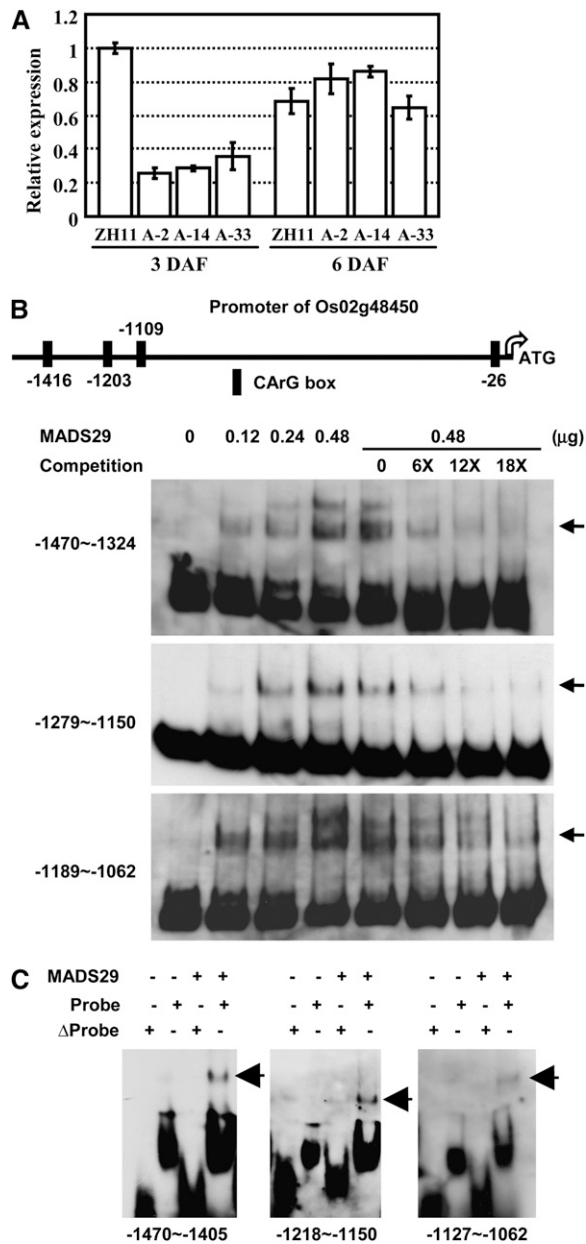 A
Relative expression
1.2
1
0.8
0.6
0.4
0.2
0
ZH11 A-2 A-14 A-33 ZH11 A-2 A-14 A-33
3 DAF 6 DAF
B
Promoter of Os02g48450
-1109
-1416 -1203 -26 ATG
CArG box
MADS29 0 0.12 0.24 0.48 0.48 (μg)
Competition 0 6X 12X 18X
-1470~-1324
-1279~-1150
-1189~-1062
C
MADS29 - - + + - - + + - - + +
Probe - + - + - + - + - + - +
ΔProbe + - + - + - + - + - + -
-1470~-1405 -1218~-1150 -1127~-1062